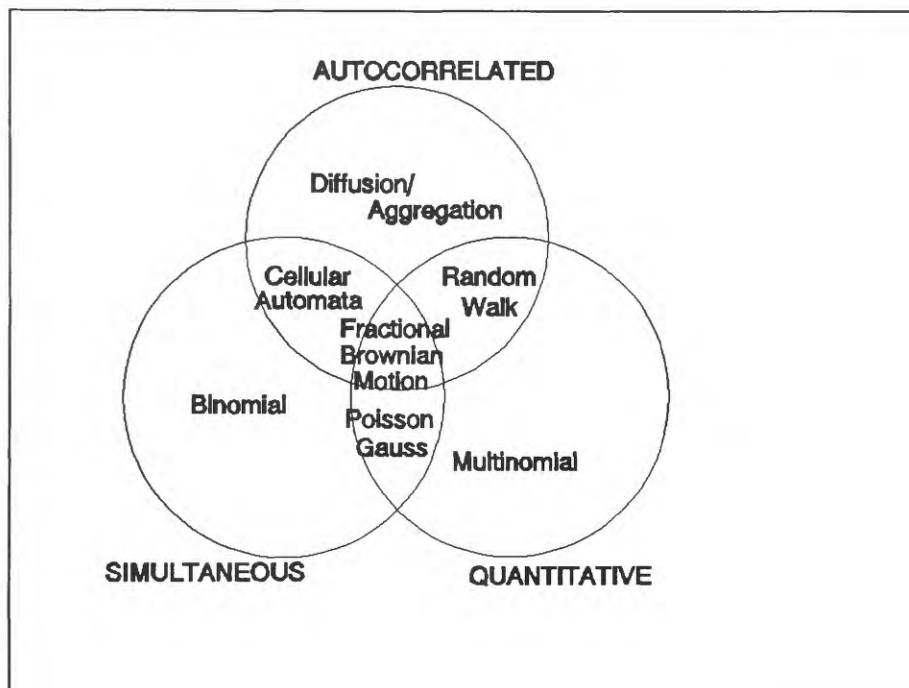 AUTOCORRELATED
Diffusion/
Aggregation
Cellular
Automata
Random
Walk
Fractional
Brownian
Motion
Binomial
Poisson
Gauss
Multinomial
SIMULTANEOUS
QUANTITATIVE